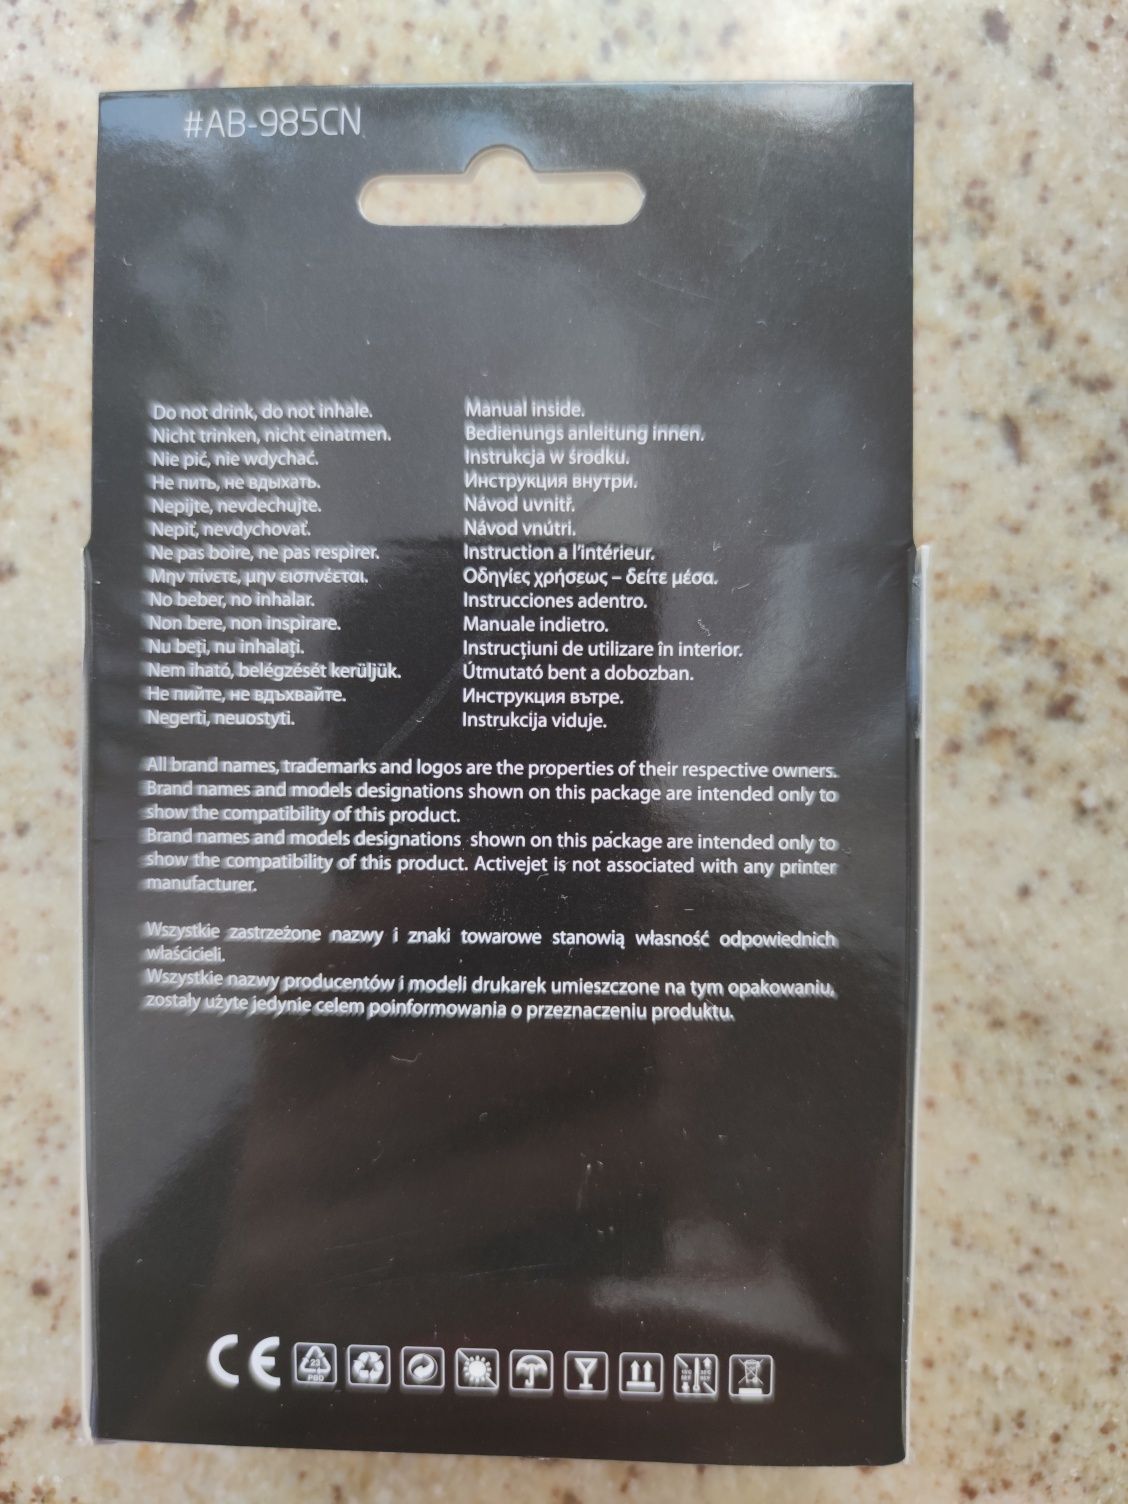 #AB-985CN
Do not drink, do not inhale.
Nicht trinken, nicht einatmen.
Nie pić, nie wdychać.
Не пить, не вдыхать.
Nepijte, nevdechujte.
Nepiť, nevdychovať.
Ne pas boire, ne pas respirer.
Μην πίνετε, μην εισπνέεται.
No beber, no inhalar.
Non bere, non inspirare.
Nu beți, nu inhalați.
Nem iható, belégzését kerüljük.
Не пийте, не вдъхвайте.
Negerti, neuostyti.
Manual inside.
Bedienungs anleitung innen.
Instrukcja w środku.
Инструкция внутри.
Návod uvnitř.
Návod vnútri.
Instruction a l'intérieur.
Οδηγίες χρήσεως – δείτε μέσα.
Instrucciones adentro.
Manuale indietro.
Instrucțiuni de utilizare în interior.
Útmutató bent a dobozban.
Инструкция вътре.
Instrukcija viduje.
All brand names, trademarks and logos are the properties of their respective owners.
Brand names and models designations shown on this package are intended only to
show the compatibility of this product.
Brand names and models designations shown on this package are intended only to
show the compatibility of this product. Activejet is not associated with any printer
manufacturer.
Wszystkie zastrzeżone nazwy i znaki towarowe stanowią własność odpowiednich
właścicieli.
Wszystkie nazwy producentów i modeli drukarek umieszczone na tym opakowaniu,
zostały użyte jedynie celem poinformowania o przeznaczeniu produktu.
CE
23
PBD